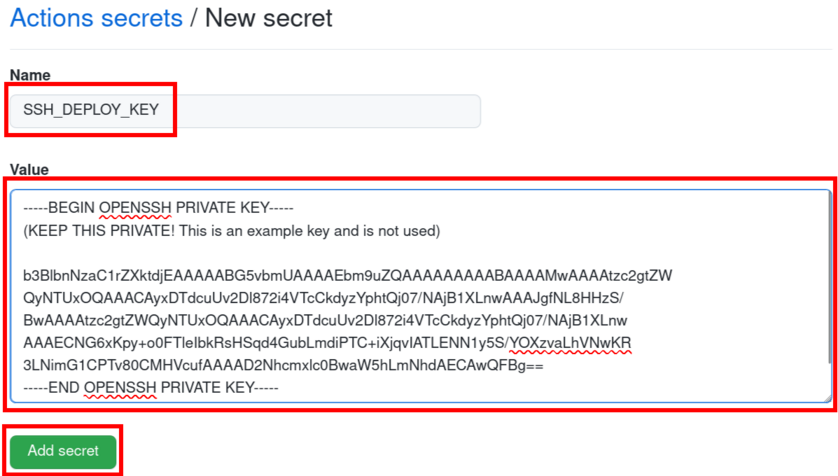 Actions secrets / New secret
Name
SSH_DEPLOY_KEY
Value
-----BEGIN OPENSSH PRIVATE KEY-----
(KEEP THIS PRIVATE! This is an example key and is not used)
b3BlbnNzaC1rZXktdjEAAAAABG5vbmUAAAAEbm9uZQAAAAAAAAABAAAAMwAAAAtzc2gtZW
QyNTUxOQAAACAyxDTdcuUv2Dl872i4VTcCkdyzYphtQj07/NAjB1XLnwAAAJgfNL8HHzS/
BwAAAAtzc2gtZWQyNTUxOQAAACAyxDTdcuUv2Dl872i4VTcCkdyzYphtQj07/NAjB1XLnw
AAAECNG6xKpy+o0FTleIbkRsHSqd4GubLmdiPTC+iXjqvIATLENN1y5S/YOXzvaLhVNwKR
3LNimG1CPTv80CMHVcufAAAAD2Nhcmxlc0BwaW5hLmNhdAECAwQFBg==
-----END OPENSSH PRIVATE KEY-----
Add secret